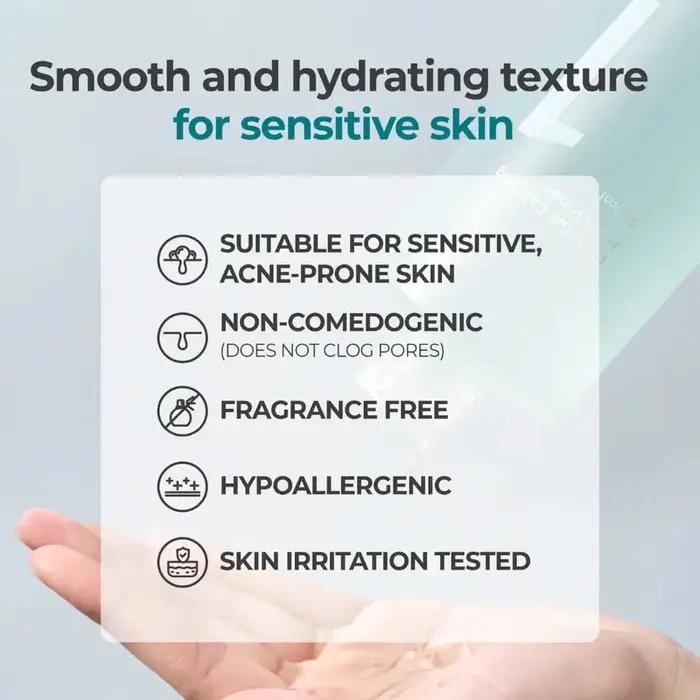 Smooth and hydrating texture
for sensitive skin
SUITABLE FOR SENSITIVE,
ACNE-PRONE SKIN
NON-COMEDOGENIC
(DOES NOT CLOG PORES)
FRAGRANCE FREE
HYPOALLERGENIC
SKIN IRRITATION TESTED